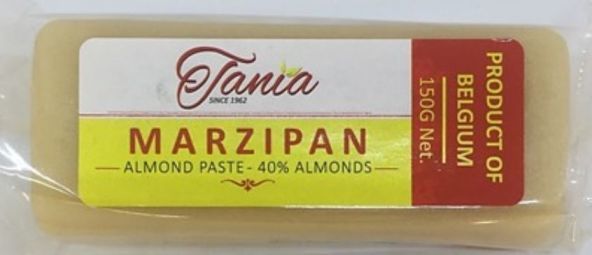 Tania
SINCE 1962
MARZIPAN
ALMOND PASTE - 40% ALMONDS
PRODUCT OF
BELGIUM
150G Net.